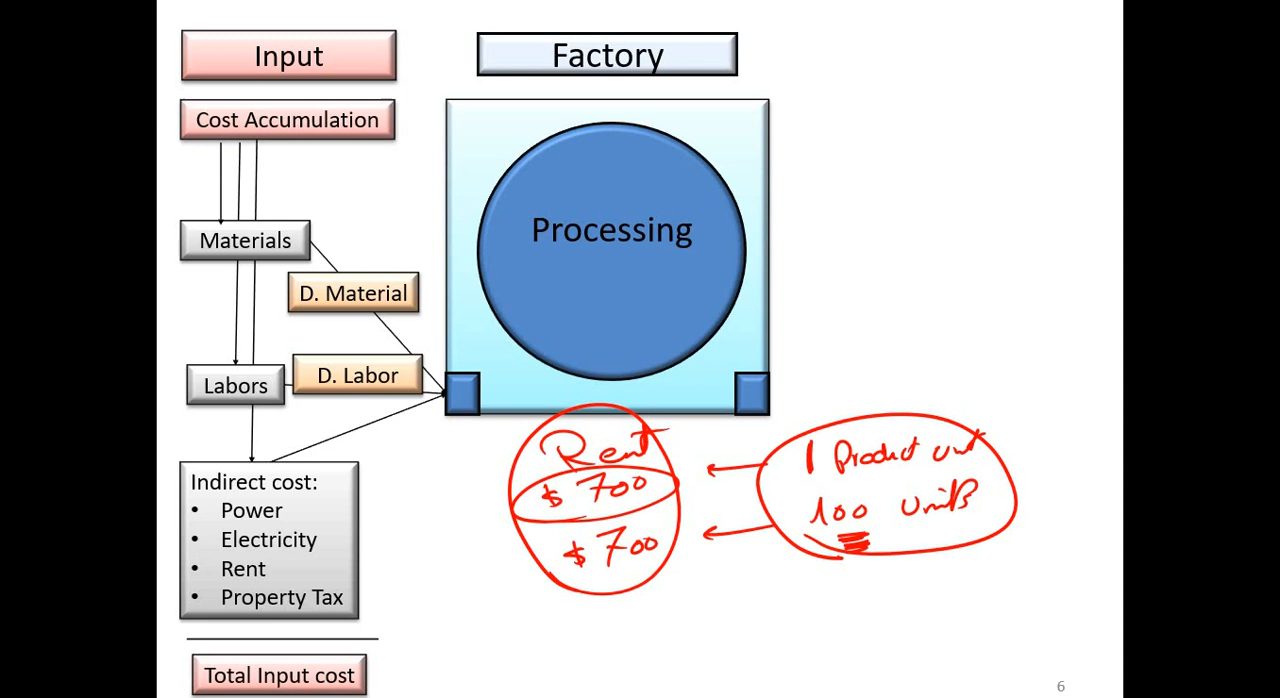 Input
Factory
Cost Accumulation
Processing
Materials
D. Material
D. Labor
Labors
Rent
$ 700
$ 700
1 Product unit
100 units
Indirect cost:
• Power
• Electricity
• Rent
• Property Tax
Total Input cost
6